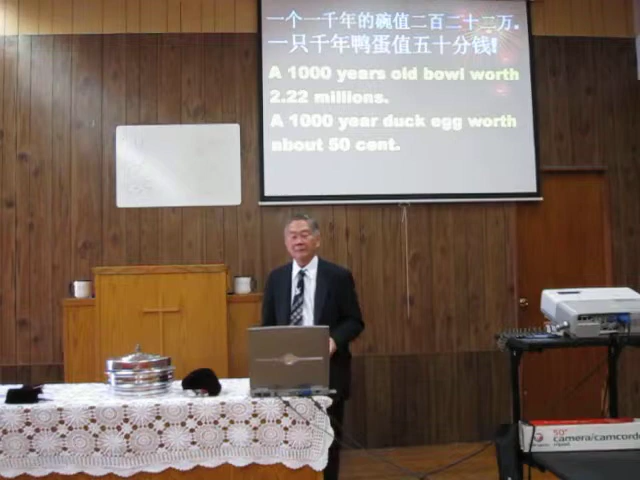 一个一千年的碗值二百二十二万.
一只千年鸭蛋值五十分钱!
A 1000 years old bowl worth
2.22 millions.
A 1000 year duck egg worth
about 50 cent.
50"
camera/camcorde